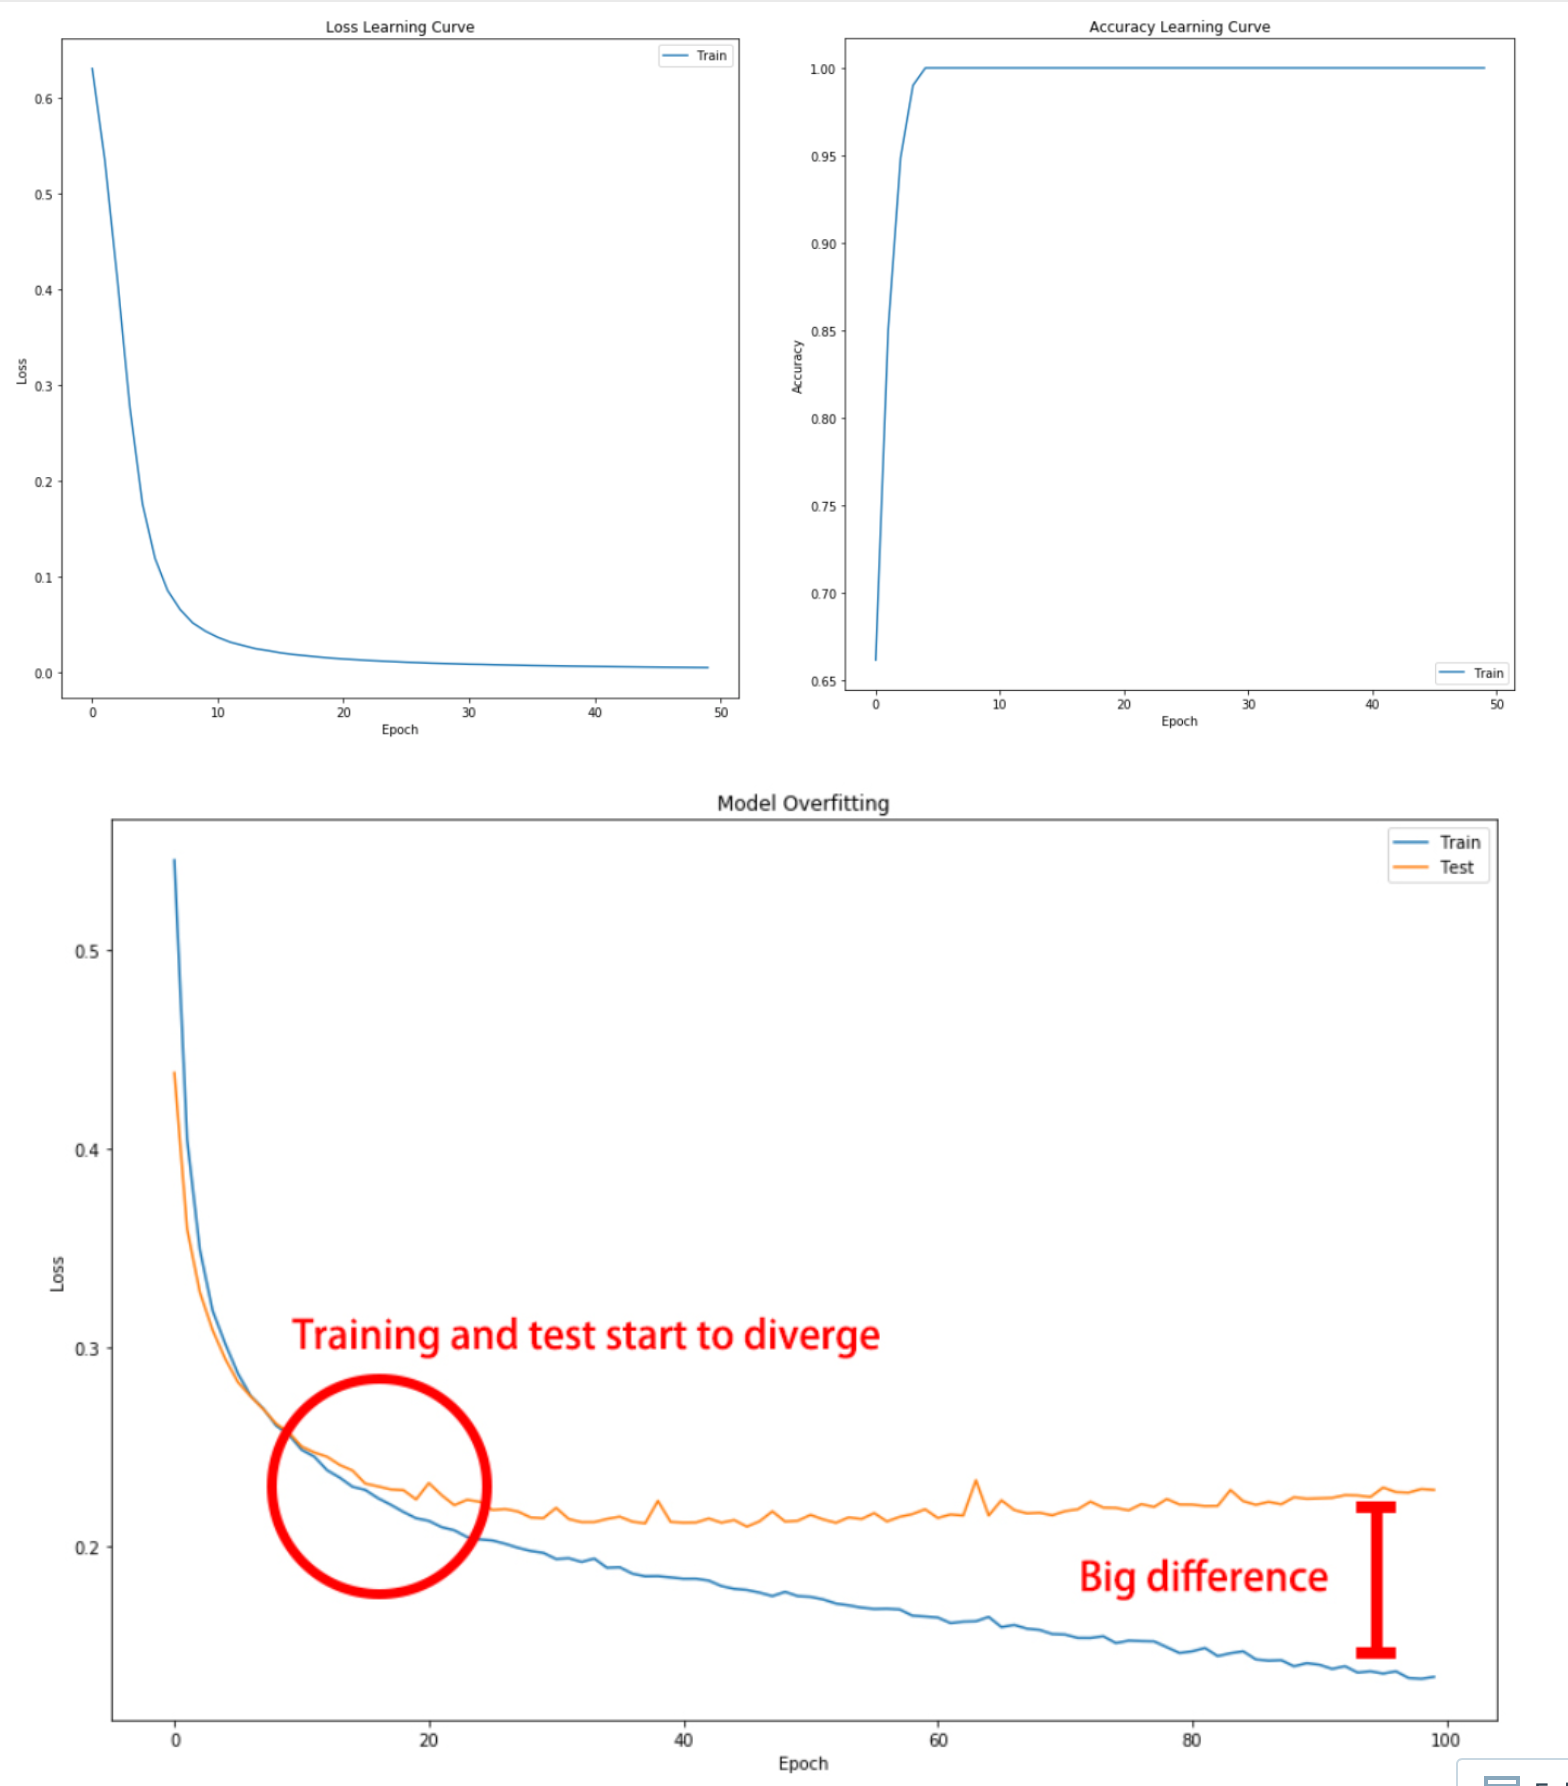 Loss Learning Curve
Train
0.6
0.5
0.4
0.3
0.2
0.1
0.0
Loss
0 10 20 30 40 50
Epoch
Accuracy Learning Curve
1.00
0.95
0.90
0.85
0.80
0.75
0.70
0.65
Accuracy
Train
0 10 20 30 40 50
Epoch
Model Overfitting
Train
Test
0.5
0.4
0.3
0.2
Loss
Training and test start to diverge
Big difference
0 20 40 60 80 100
Epoch